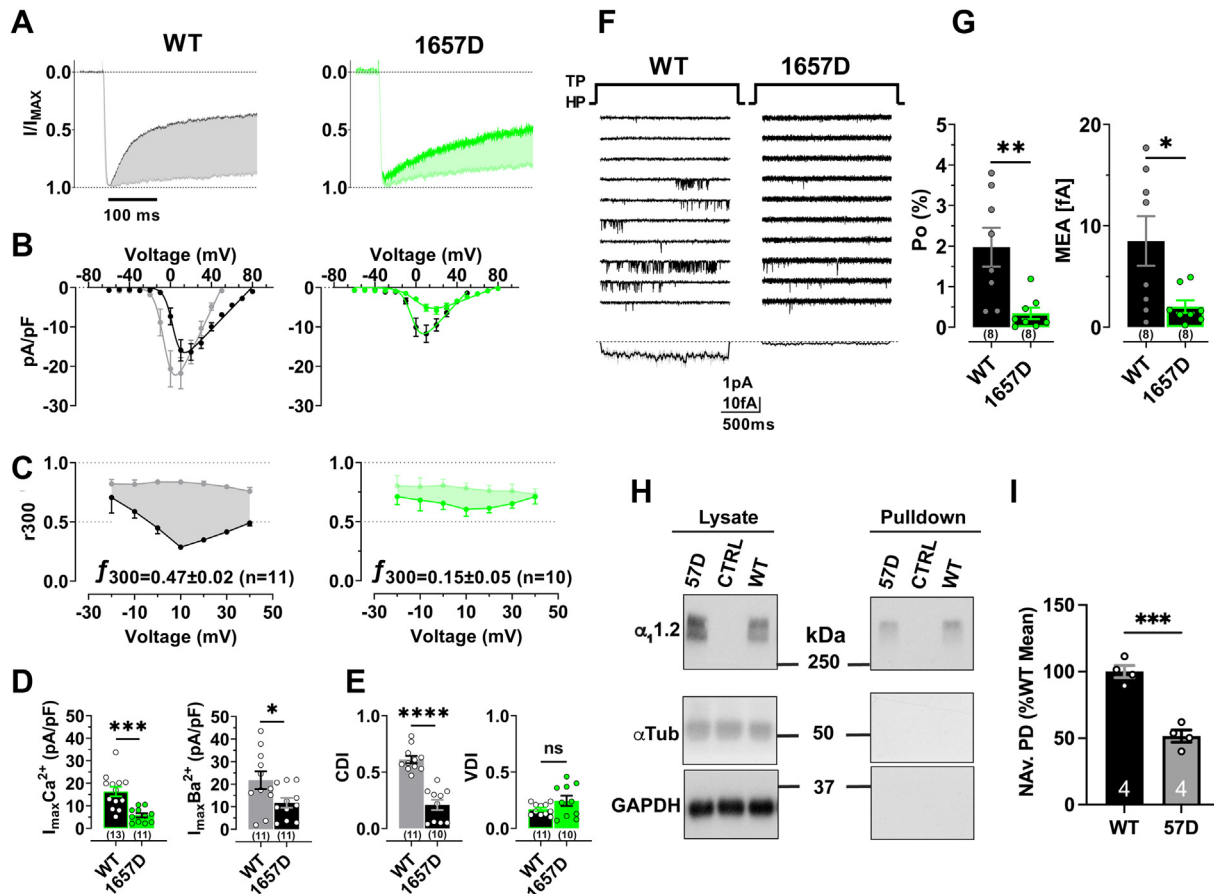 A
WT
1657D
I/IMAX
0.0
0.5
1.0
0.0
0.5
1.0
100 ms
B
Voltage (mV)
-80 -40 0 40 80
Voltage (mV)
-80 -40 0 40 80
pA/pF
0
-10
-20
-30
0
-10
-20
-30
C
r300
1.0
0.5
0.0
1.0
0.5
0.0
f300=0.47±0.02 (n=11)
f300=0.15±0.05 (n=10)
-30 -10 10 30 50
Voltage (mV)
-30 -10 10 30 50
Voltage (mV)
D
ImaxCa2+ (pA/pF)
50
40
30
20
10
0
***
(13) (11)
WT
1657D
ImaxBa2+ (pA/pF)
50
40
30
20
10
0
*
(11) (11)
WT
1657D
E
CDI
1.0
0.5
0.0
****
(11) (10)
WT
1657D
VDI
1.0
0.5
0.0
ns
(11) (10)
WT
1657D
F
WT
1657D
TP
HP
1pA
10fA
500ms
G
Po (%)
5
4
3
2
1
0
**
(8) (8)
WT
1657D
MEA [fA]
20
10
0
*
(8) (8)
WT
1657D
H
Lysate
Pulldown
57D CTRL WT
57D CTRL WT
α11.2
kDa
250
αTub
50
37
GAPDH
I
NAv. PD (%WT Mean)
150
100
50
0
***
4
4
WT
57D